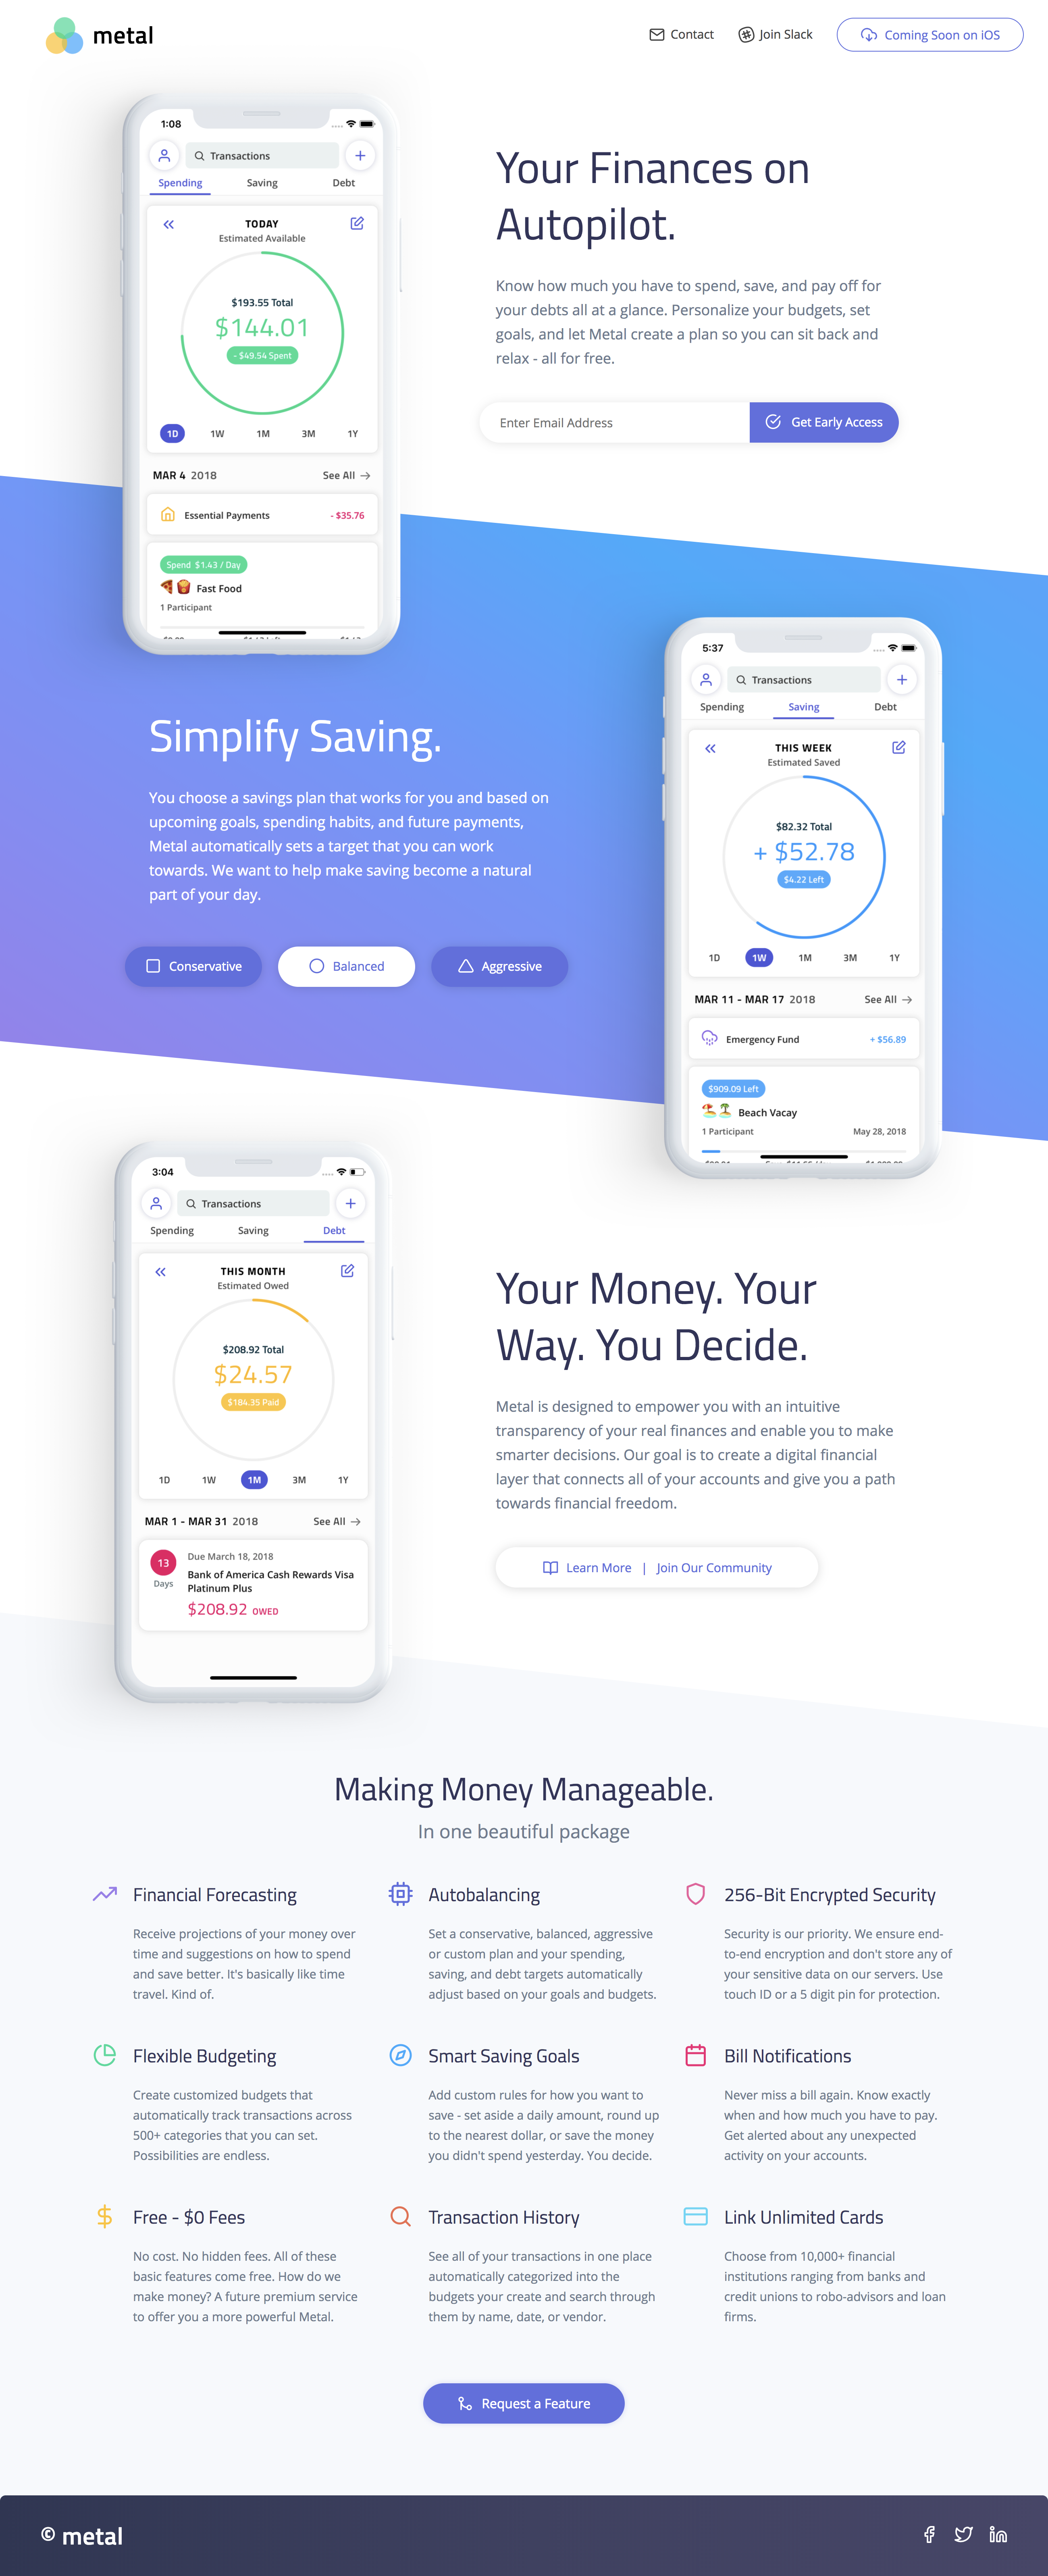 metal
Contact
Join Slack
Coming Soon on iOS
1:08
Transactions
Spending Saving Debt
TODAY
Estimated Available
$193.55 Total
$144.01
- $49.54 Spent
1D 1W 1M 3M 1Y
MAR 4 2018 See All
Essential Payments - $35.76
Spend $1.43 / Day
Fast Food
1 Participant
Your Finances on
Autopilot.
Know how much you have to spend, save, and pay off for
your debts all at a glance. Personalize your budgets, set
goals, and let Metal create a plan so you can sit back and
relax - all for free.
Enter Email Address
Get Early Access
Simplify Saving.
You choose a savings plan that works for you and based on
upcoming goals, spending habits, and future payments,
Metal automatically sets a target that you can work
towards. We want to help make saving become a natural
part of your day.
Conservative
Balanced
Aggressive
5:37
Transactions
Spending Saving Debt
THIS WEEK
Estimated Saved
$82.32 Total
+ $52.78
$4.22 Left
1D 1W 1M 3M 1Y
MAR 11 - MAR 17 2018 See All
Emergency Fund + $56.89
$909.09 Left
Beach Vacay
1 Participant May 28, 2018
3:04
Transactions
Spending Saving Debt
THIS MONTH
Estimated Owed
$208.92 Total
$24.57
$184.35 Paid
1D 1W 1M 3M 1Y
MAR 1 - MAR 31 2018 See All
13
Days
Due March 18, 2018
Bank of America Cash Rewards Visa
Platinum Plus
$208.92 OWED
Your Money. Your
Way. You Decide.
Metal is designed to empower you with an intuitive
transparency of your real finances and enable you to make
smarter decisions. Our goal is to create a digital financial
layer that connects all of your accounts and give you a path
towards financial freedom.
Learn More | Join Our Community
Making Money Manageable.
In one beautiful package
Financial Forecasting
Receive projections of your money over
time and suggestions on how to spend
and save better. It's basically like time
travel. Kind of.
Autobalancing
Set a conservative, balanced, aggressive
or custom plan and your spending,
saving, and debt targets automatically
adjust based on your goals and budgets.
256-Bit Encrypted Security
Security is our priority. We ensure end-
to-end encryption and don't store any of
your sensitive data on our servers. Use
touch ID or a 5 digit pin for protection.
Flexible Budgeting
Create customized budgets that
automatically track transactions across
500+ categories that you can set.
Possibilities are endless.
Smart Saving Goals
Add custom rules for how you want to
save - set aside a daily amount, round up
to the nearest dollar, or save the money
you didn't spend yesterday. You decide.
Bill Notifications
Never miss a bill again. Know exactly
when and how much you have to pay.
Get alerted about any unexpected
activity on your accounts.
Free - $0 Fees
No cost. No hidden fees. All of these
basic features come free. How do we
make money? A future premium service
to offer you a more powerful Metal.
Transaction History
See all of your transactions in one place
automatically categorized into the
budgets your create and search through
them by name, date, or vendor.
Link Unlimited Cards
Choose from 10,000+ financial
institutions ranging from banks and
credit unions to robo-advisors and loan
firms.
Request a Feature
© metal